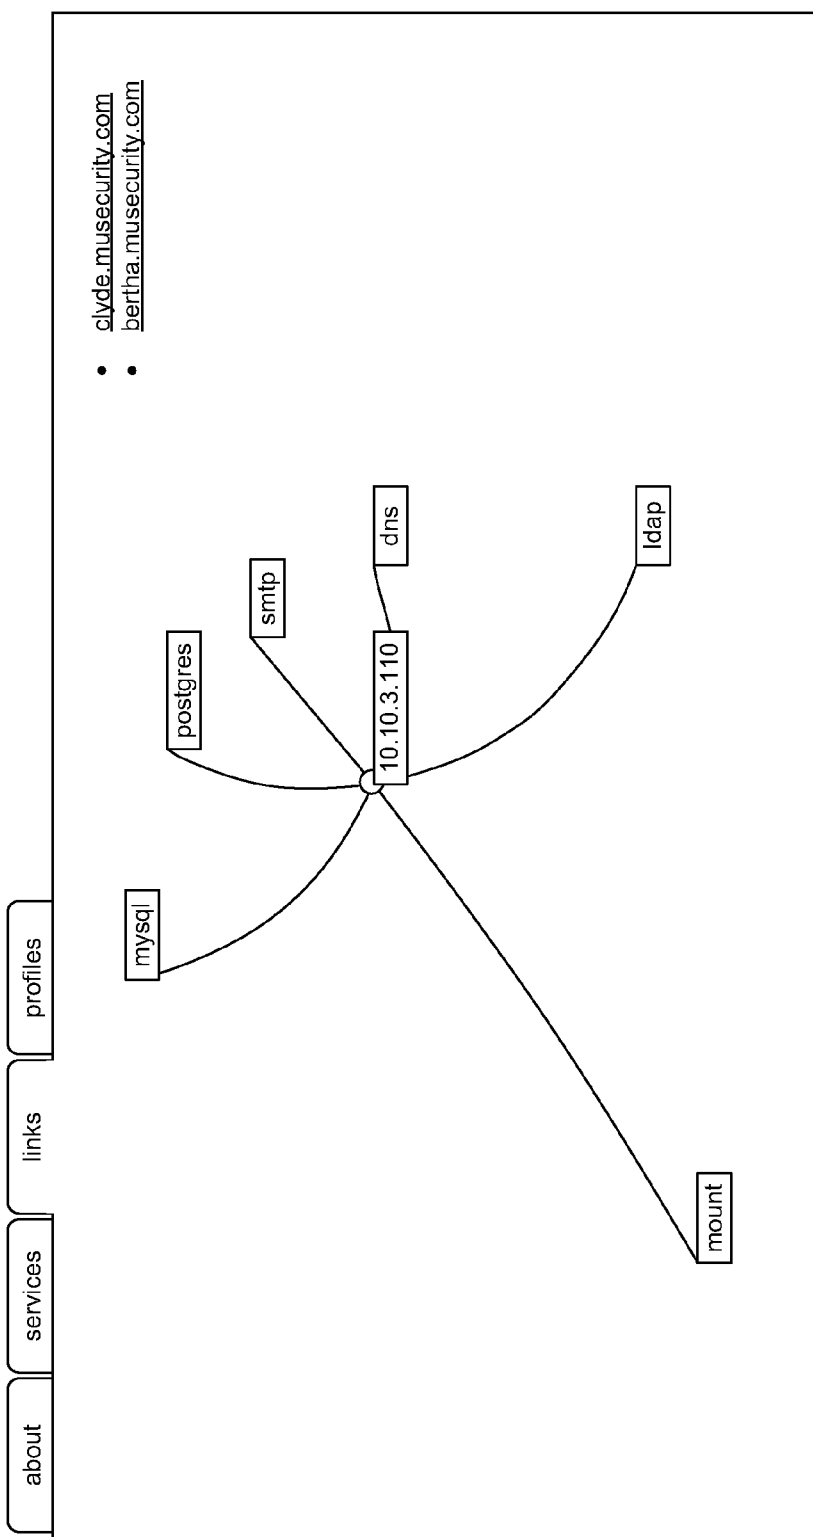 about
services
links
profiles
• clyde.musecurity.com
• bertha.musecurity.com
mysql
postgres
smtp
10.10.3.110
dns
ldap
mount